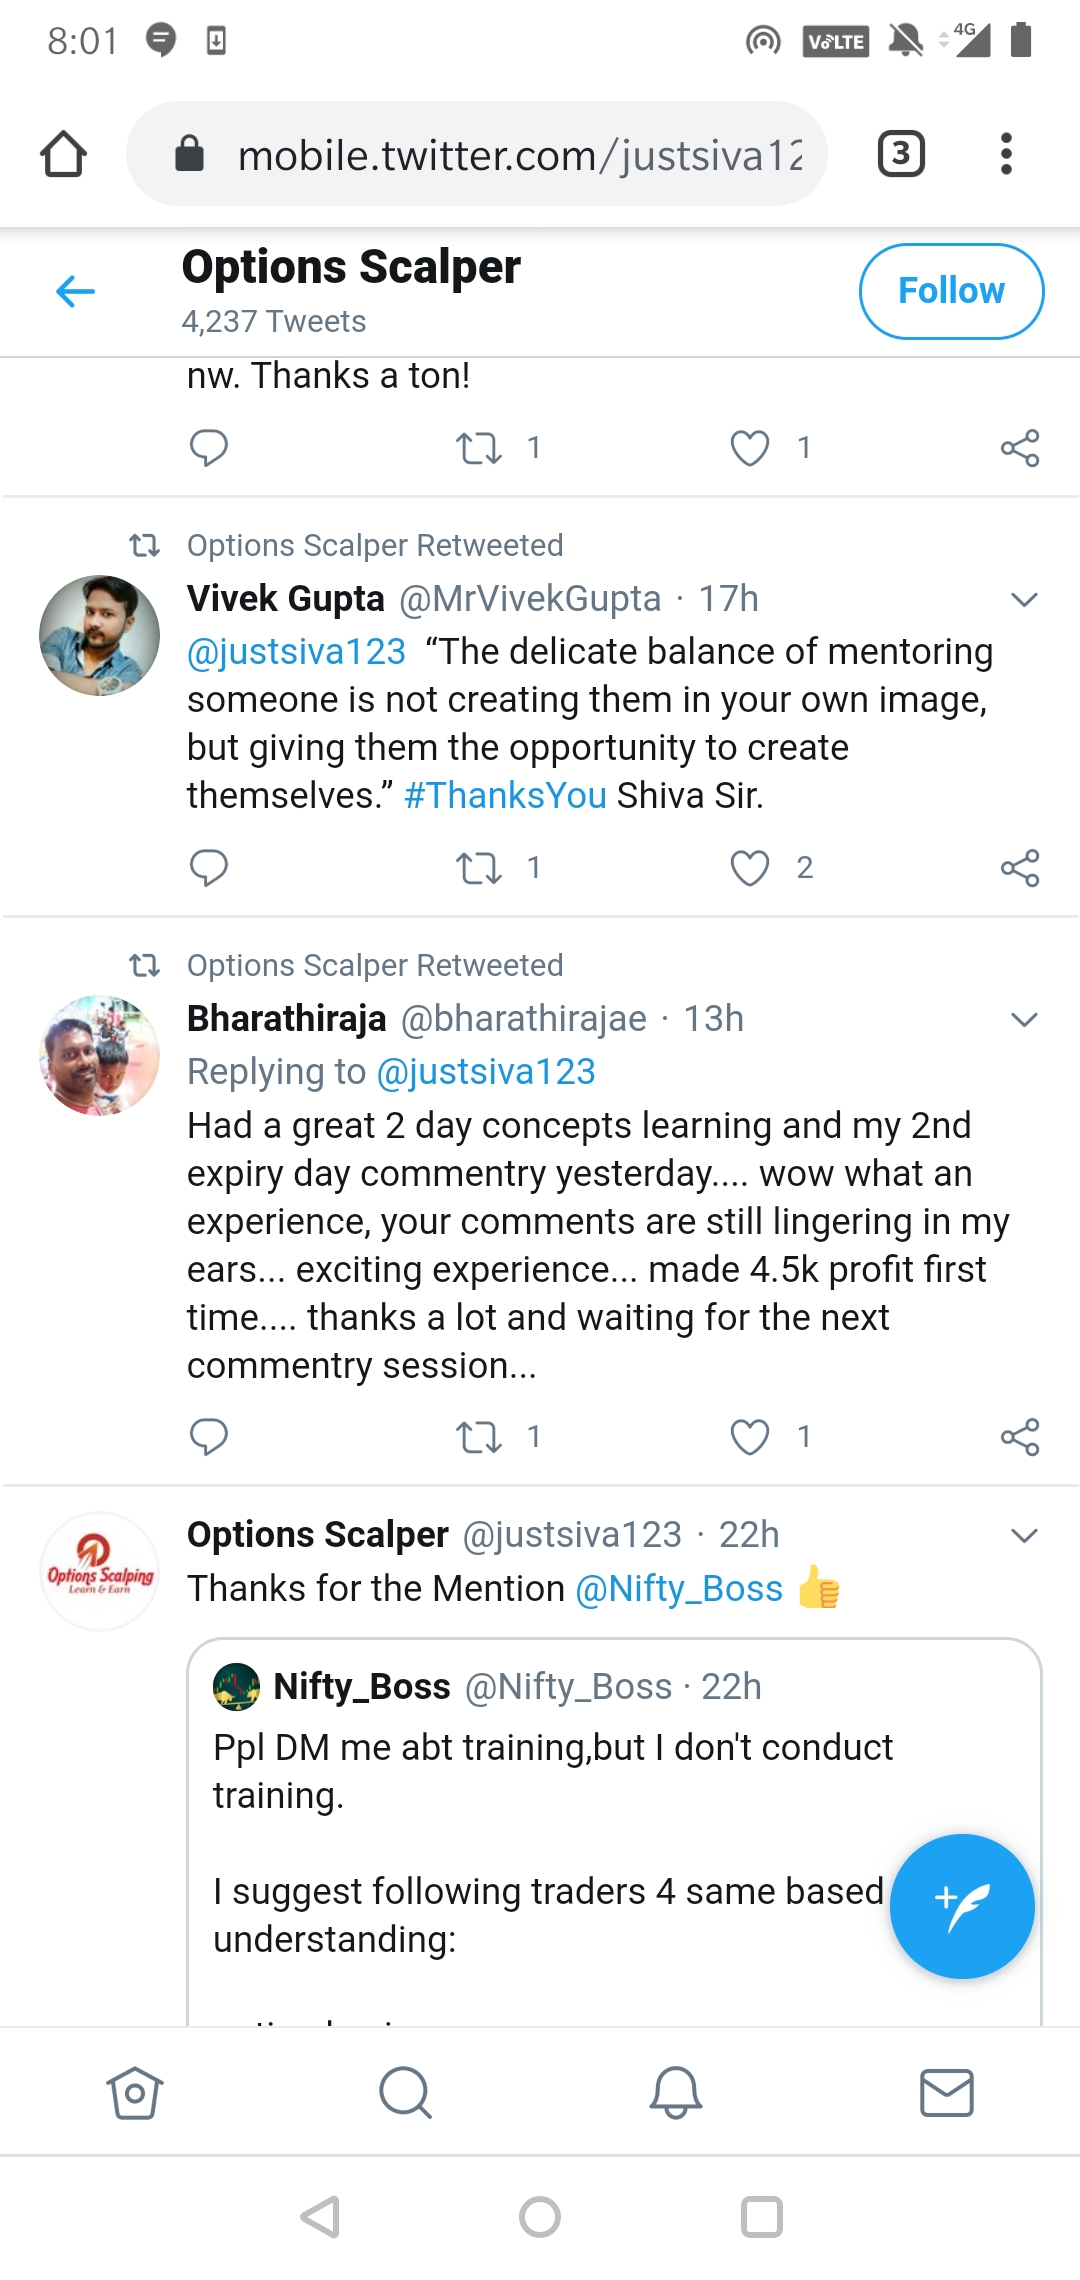 8:01
VoLTE 4G
mobile.twitter.com/justsiva12
3
Options Scalper
4,237 Tweets
Follow
nw. Thanks a ton!
1 1
Options Scalper Retweeted
Vivek Gupta @MrVivekGupta · 17h
@justsiva123 “The delicate balance of mentoring
someone is not creating them in your own image,
but giving them the opportunity to create
themselves.” #ThanksYou Shiva Sir.
1 2
Options Scalper Retweeted
Bharathiraja @bharathirajae · 13h
Replying to @justsiva123
Had a great 2 day concepts learning and my 2nd
expiry day commentry yesterday.... wow what an
experience, your comments are still lingering in my
ears... exciting experience... made 4.5k profit first
time.... thanks a lot and waiting for the next
commentry session...
1 1
Options Scalping
Learn & Earn
Options Scalper @justsiva123 · 22h
Thanks for the Mention @Nifty_Boss 👍
Nifty_Boss @Nifty_Boss · 22h
Ppl DM me abt training,but I don't conduct
training.
I suggest following traders 4 same based
understanding: